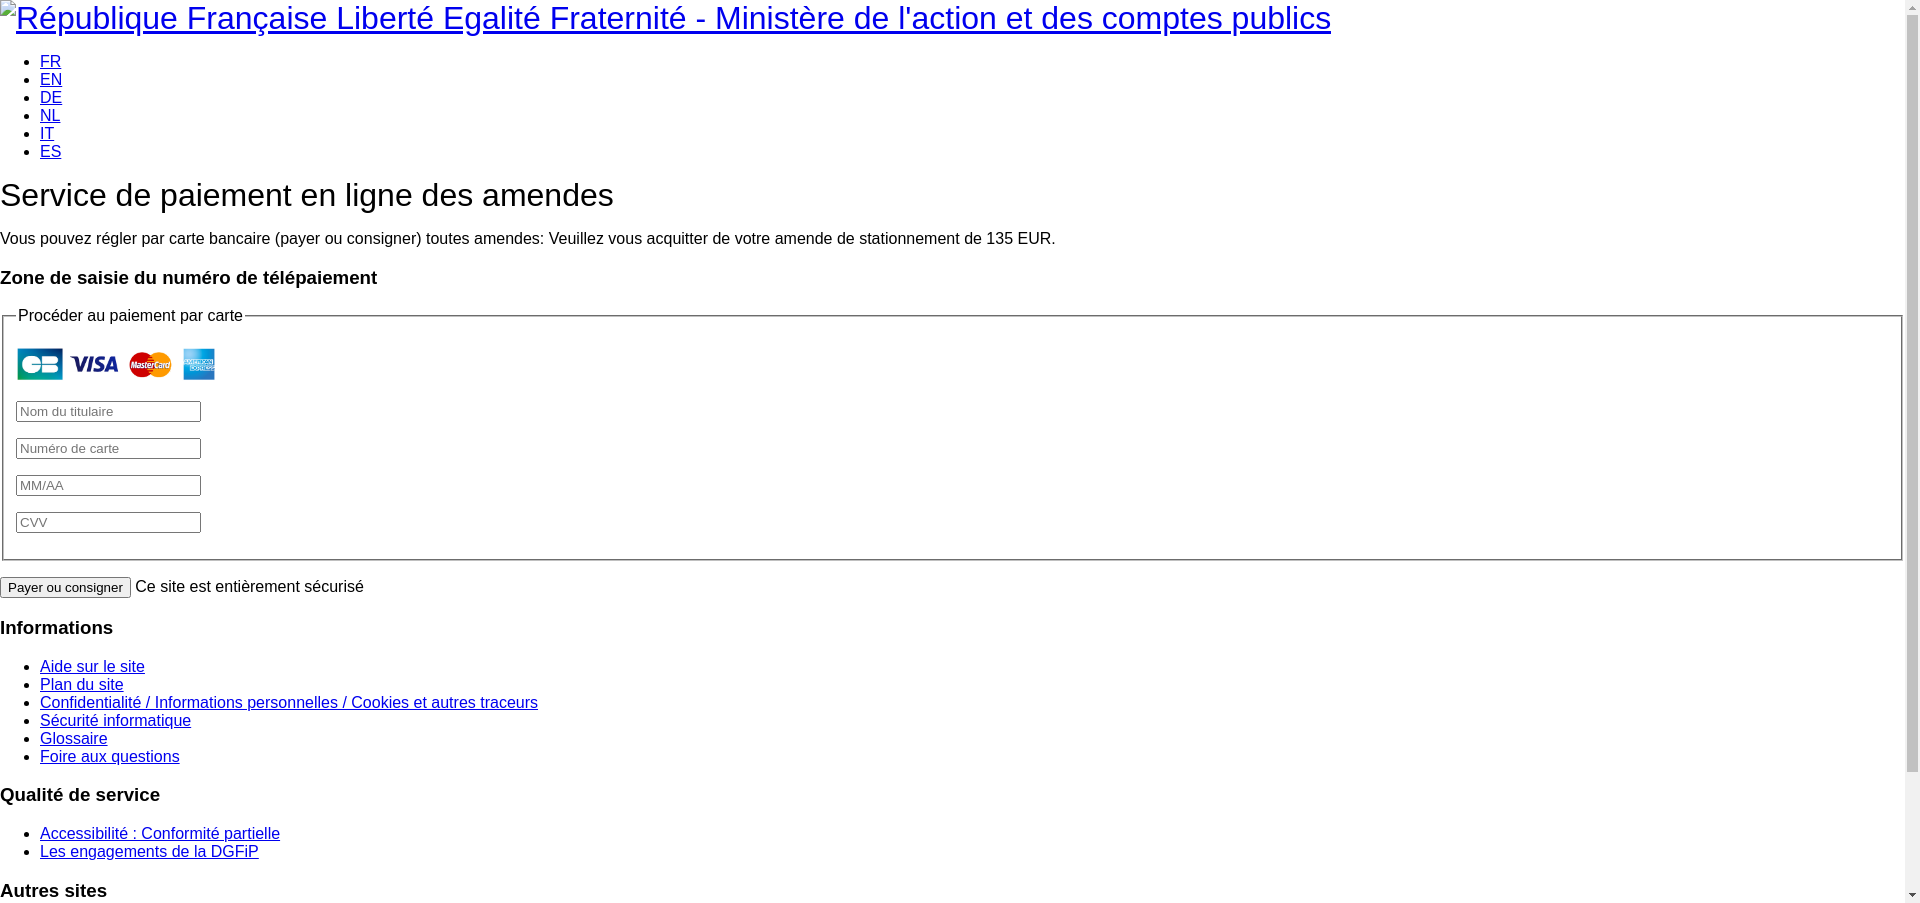 République Française Liberté Egalité Fraternité - Ministère de l'action et des comptes publics
FR
EN
DE
NL
IT
ES
Service de paiement en ligne des amendes
Vous pouvez régler par carte bancaire (payer ou consigner) toutes amendes: Veuillez vous acquitter de votre amende de stationnement de 135 EUR.
Zone de saisie du numéro de télépaiement
Procéder au paiement par carte
CB VISA MasterCard AMERICAN EXPRESS
Nom du titulaire
Numéro de carte
MM/AA
CVV
Payer ou consigner Ce site est entièrement sécurisé
Informations
Aide sur le site
Plan du site
Confidentialité / Informations personnelles / Cookies et autres traceurs
Sécurité informatique
Glossaire
Foire aux questions
Qualité de service
Accessibilité : Conformité partielle
Les engagements de la DGFiP
Autres sites